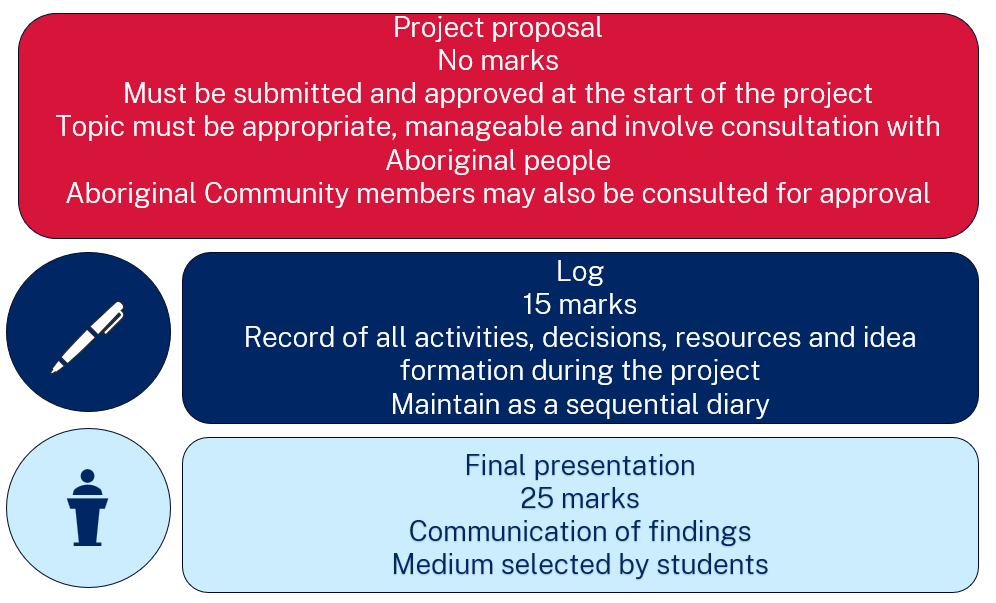 Project proposal
No marks
Must be submitted and approved at the start of the project
Topic must be appropriate, manageable and involve consultation with
Aboriginal people
Aboriginal Community members may also be consulted for approval
Log
15 marks
Record of all activities, decisions, resources and idea
formation during the project
Maintain as a sequential diary
Final presentation
25 marks
Communication of findings
Medium selected by students